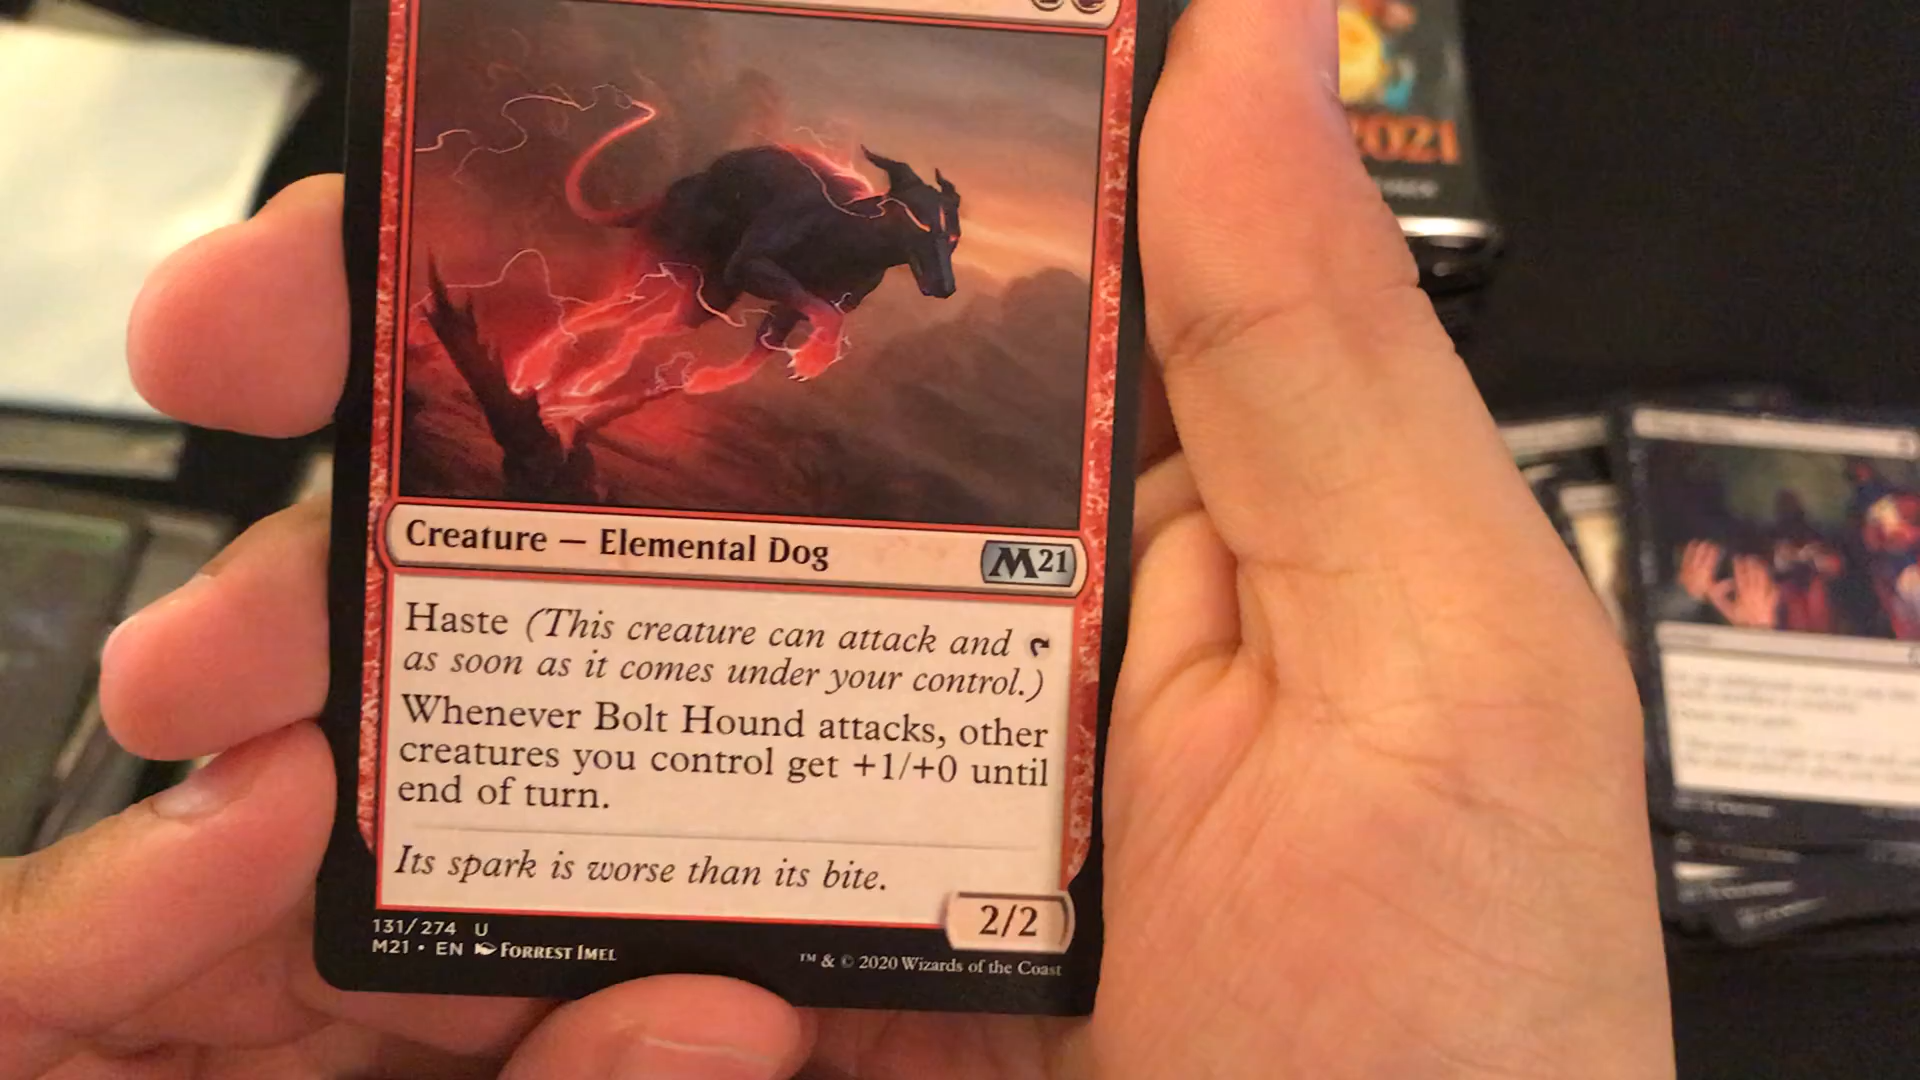 2021
Creature — Elemental Dog
M21
Haste (This creature can attack and
as soon as it comes under your control.)
Whenever Bolt Hound attacks, other
creatures you control get +1/+0 until
end of turn.
Its spark is worse than its bite.
2/2
131/274 U
M21 • EN FORREST IMEL
™ & © 2020 Wizards of the Coast